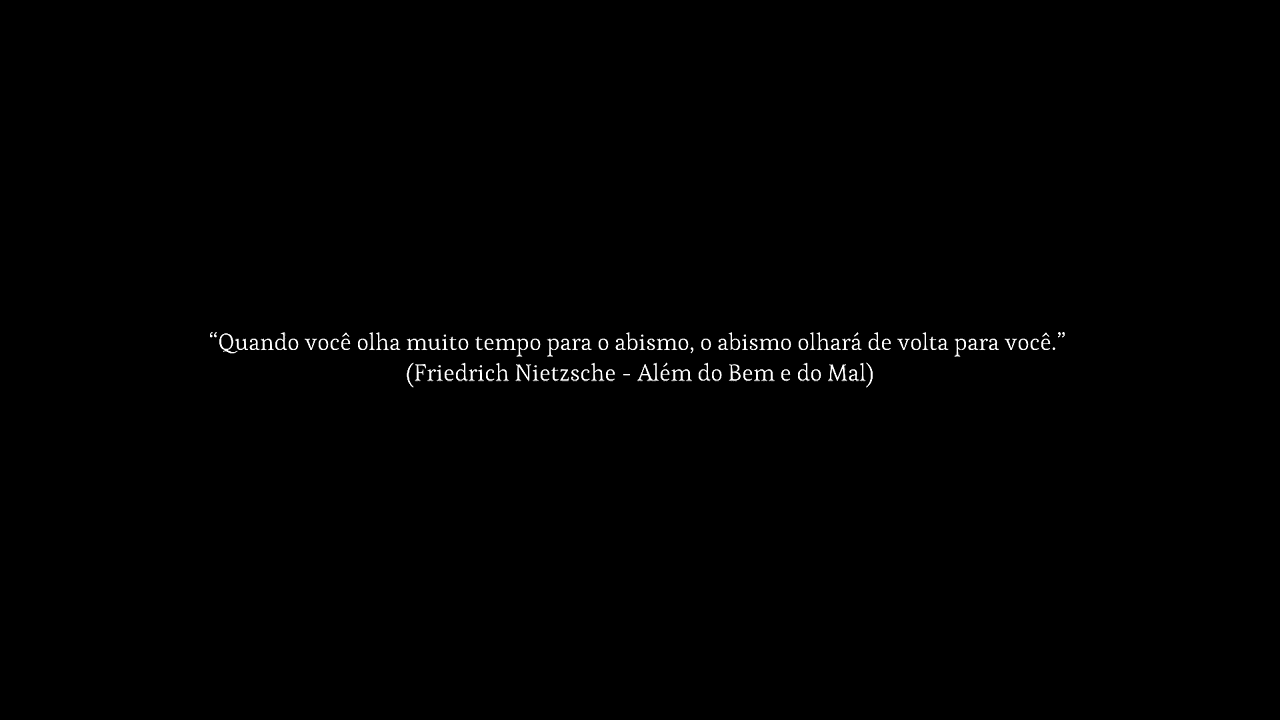 “Quando você olha muito tempo para o abismo, o abismo olhará de volta para você.”
(Friedrich Nietzsche - Além do Bem e do Mal)